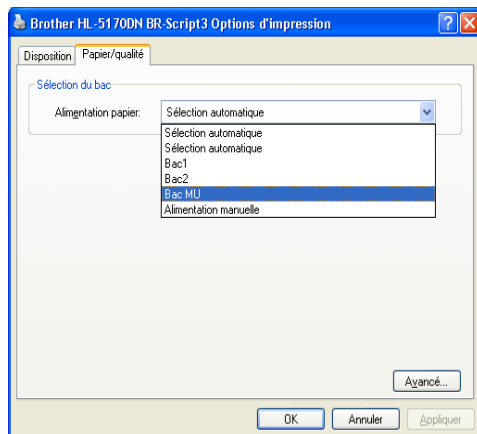 Brother HL-5170DN BR-Script3 Options d'impression
Disposition Papier/qualité
Sélection du bac
Alimentation papier: Sélection automatique
Sélection automatique
Sélection automatique
Bac1
Bac2
Bac MU
Alimentation manuelle
Avancé...
OK Annuler Appliquer